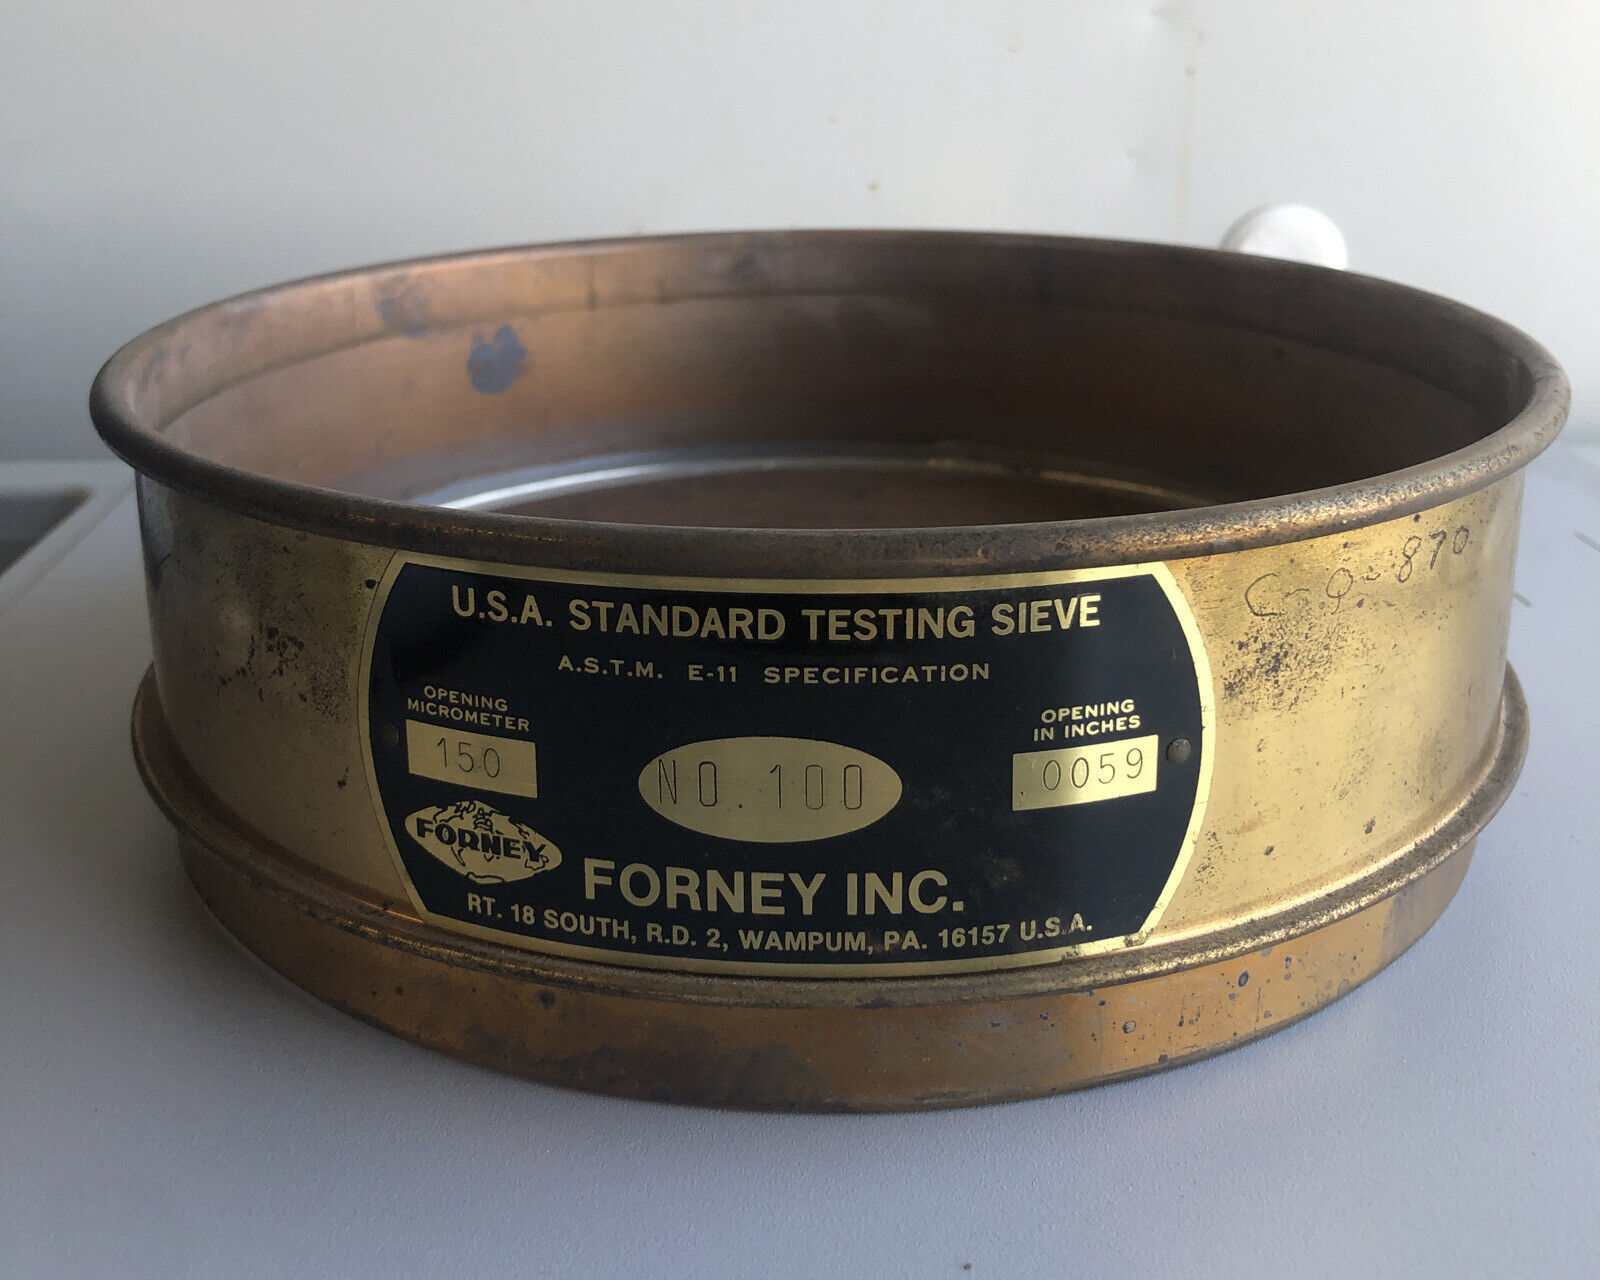 U.S.A. STANDARD TESTING SIEVE
A.S.T.M. E-11 SPECIFICATION
OPENING
MICROMETER
150
NO. 100
OPENING
IN INCHES
.0059
FORNEY
FORNEY INC.
RT. 18 SOUTH, R.D. 2, WAMPUM, PA. 16157 U.S.A.
870